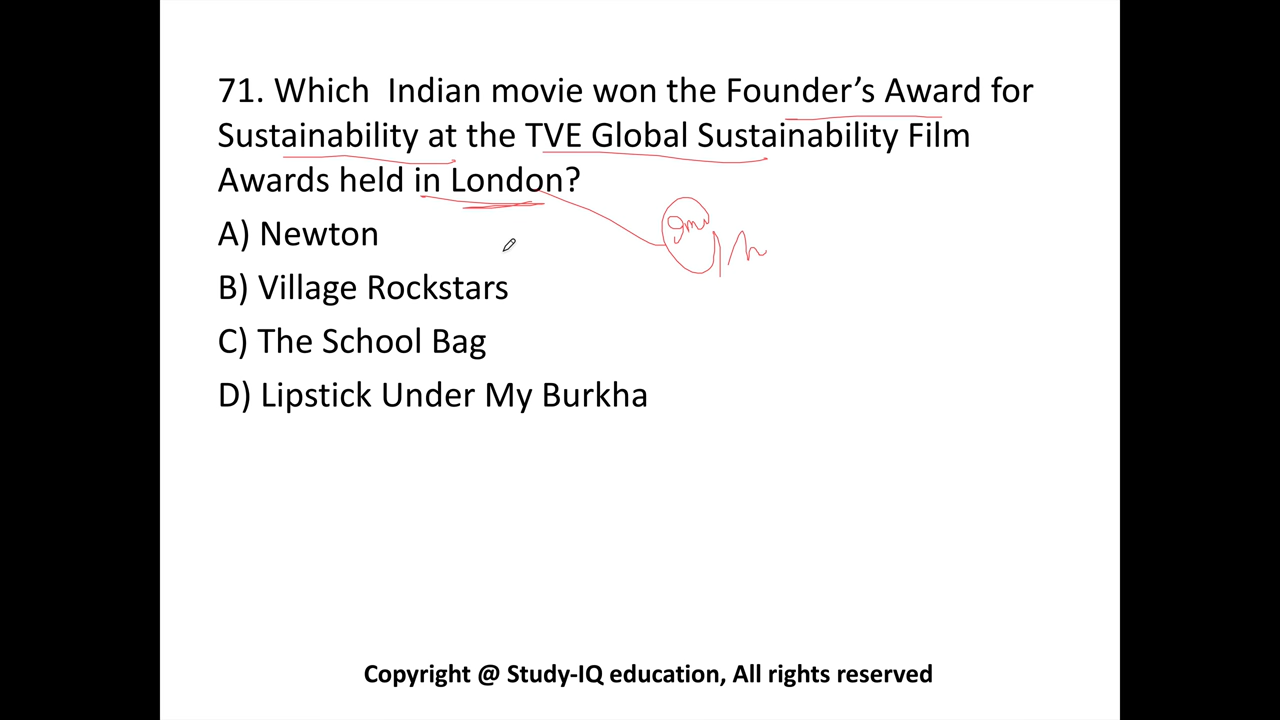 71. Which Indian movie won the Founder’s Award for
Sustainability at the TVE Global Sustainability Film
Awards held in London?
A) Newton
B) Village Rockstars
C) The School Bag
D) Lipstick Under My Burkha
Copyright @ Study-IQ education, All rights reserved